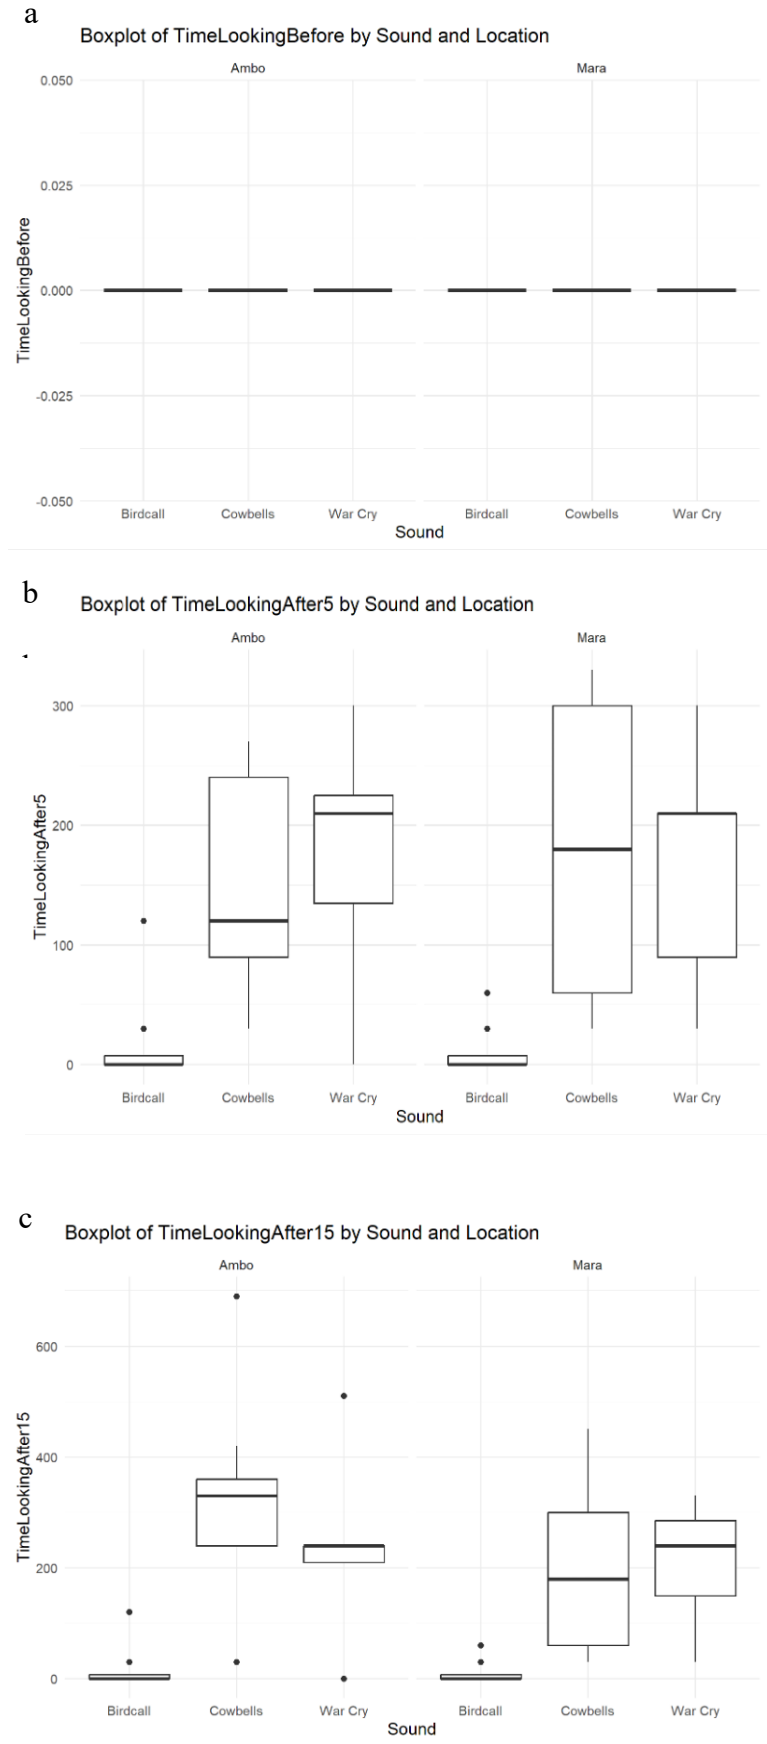 a
Boxplot of TimeLookingBefore by Sound and Location
Ambo Mara
0.050
0.025
0.000
-0.025
-0.050
TimeLookingBefore
Birdcall Cowbells War Cry Birdcall Cowbells War Cry
Sound
b
Boxplot of TimeLookingAfter5 by Sound and Location
Ambo Mara
300
200
100
0
TimeLookingAfter5
Birdcall Cowbells War Cry Birdcall Cowbells War Cry
Sound
c
Boxplot of TimeLookingAfter15 by Sound and Location
Ambo Mara
600
400
200
0
TimeLookingAfter15
Birdcall Cowbells War Cry Birdcall Cowbells War Cry
Sound